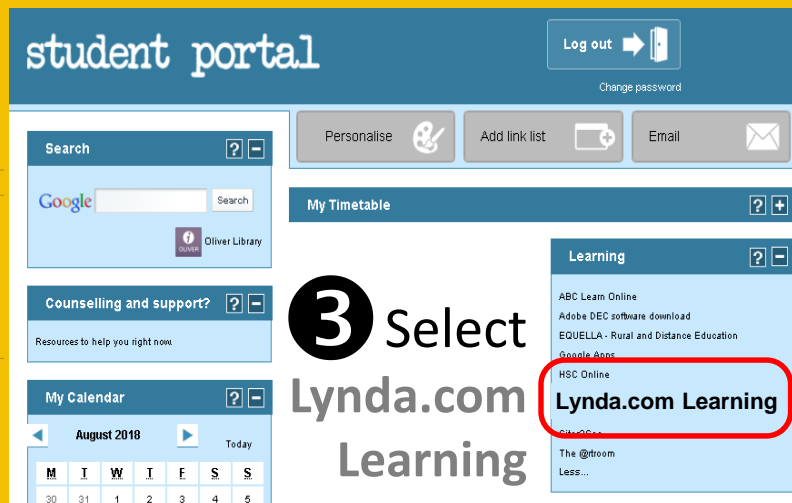 student portal
Log out
Change password
Personalise
Add link list
Email
Search ? −
Google Search
OLIVER Oliver Library
My Timetable ? +
Counselling and support? ? −
Resources to help you right now.
My Calendar ? −
August 2018
Today
M T W T F S S
30 31 1 2 3 4 5
3 Select
Lynda.com
Learning
Learning ? −
ABC Learn Online
Adobe DEC software download
EQUELLA - Rural and Distance Education
Google Apps
HSC Online
Lynda.com Learning
The @rtroom
Less...